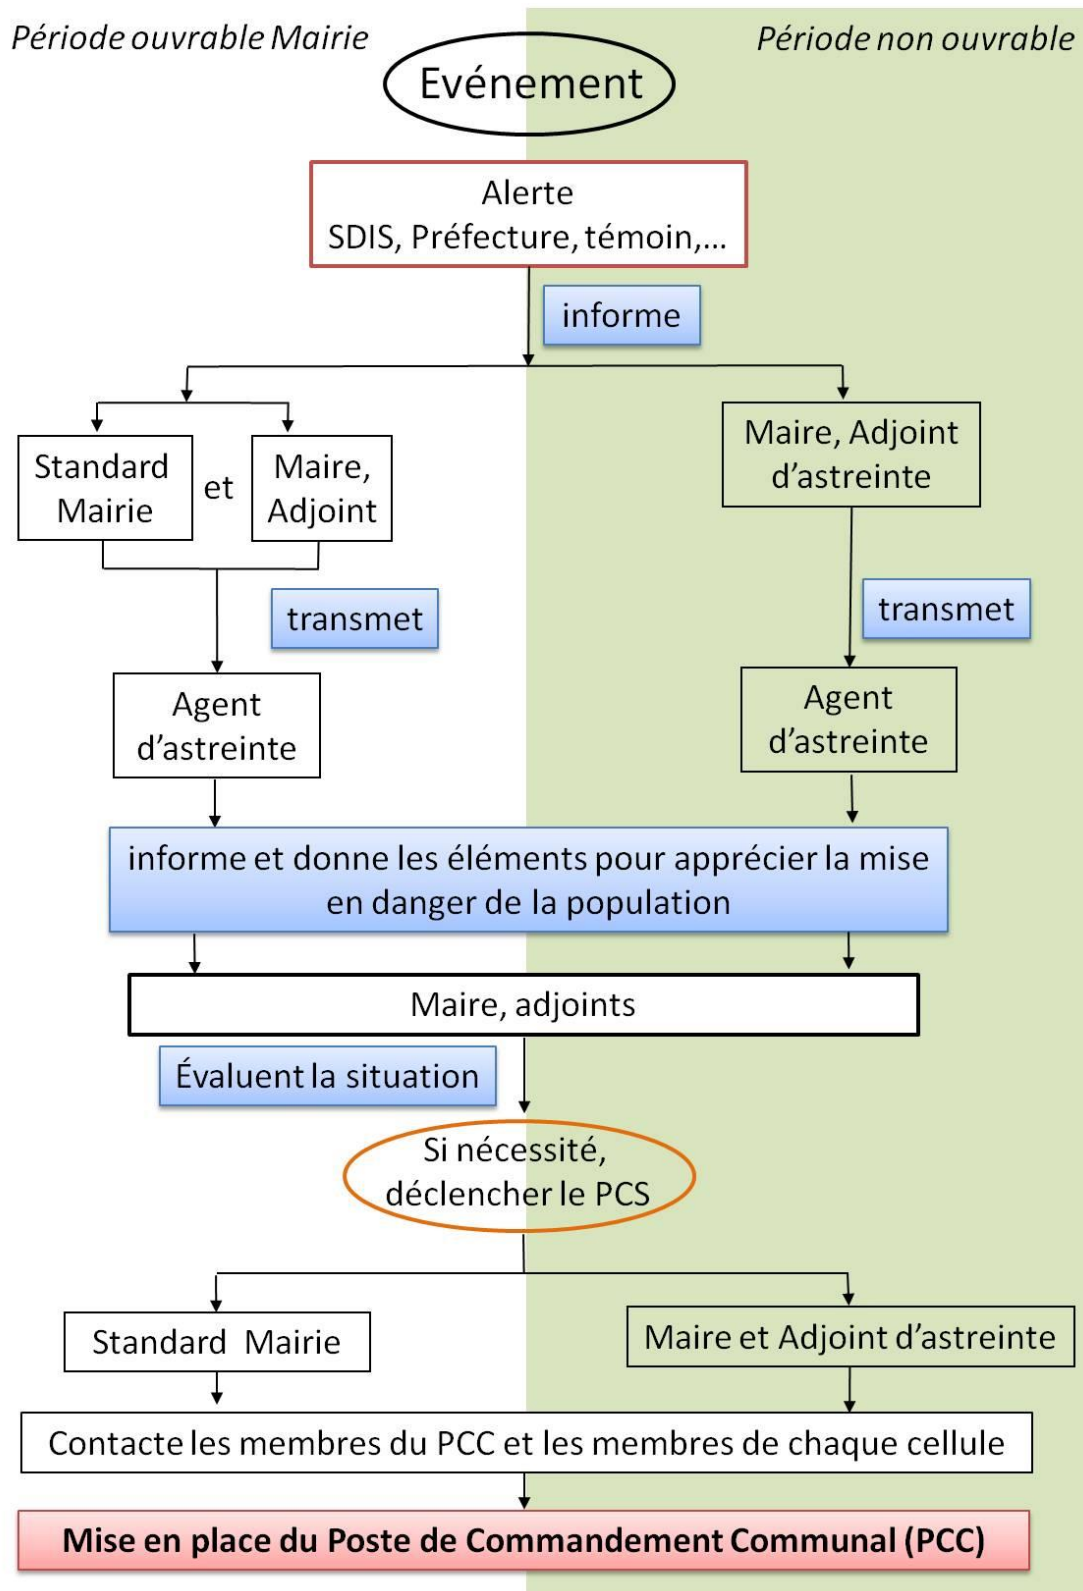 Période ouvrable Mairie
Période non ouvrable
Evénement
Alerte
SDIS, Préfecture, témoin,...
informe
Standard
Mairie
et
Maire,
Adjoint
Maire, Adjoint
d'astreinte
transmet
transmet
Agent
d'astreinte
Agent
d'astreinte
informe et donne les éléments pour apprécier la mise
en danger de la population
Maire, adjoints
Évaluent la situation
Si nécessité,
déclencher le PCS
Standard Mairie
Maire et Adjoint d'astreinte
Contacte les membres du PCC et les membres de chaque cellule
Mise en place du Poste de Commandement Communal (PCC)